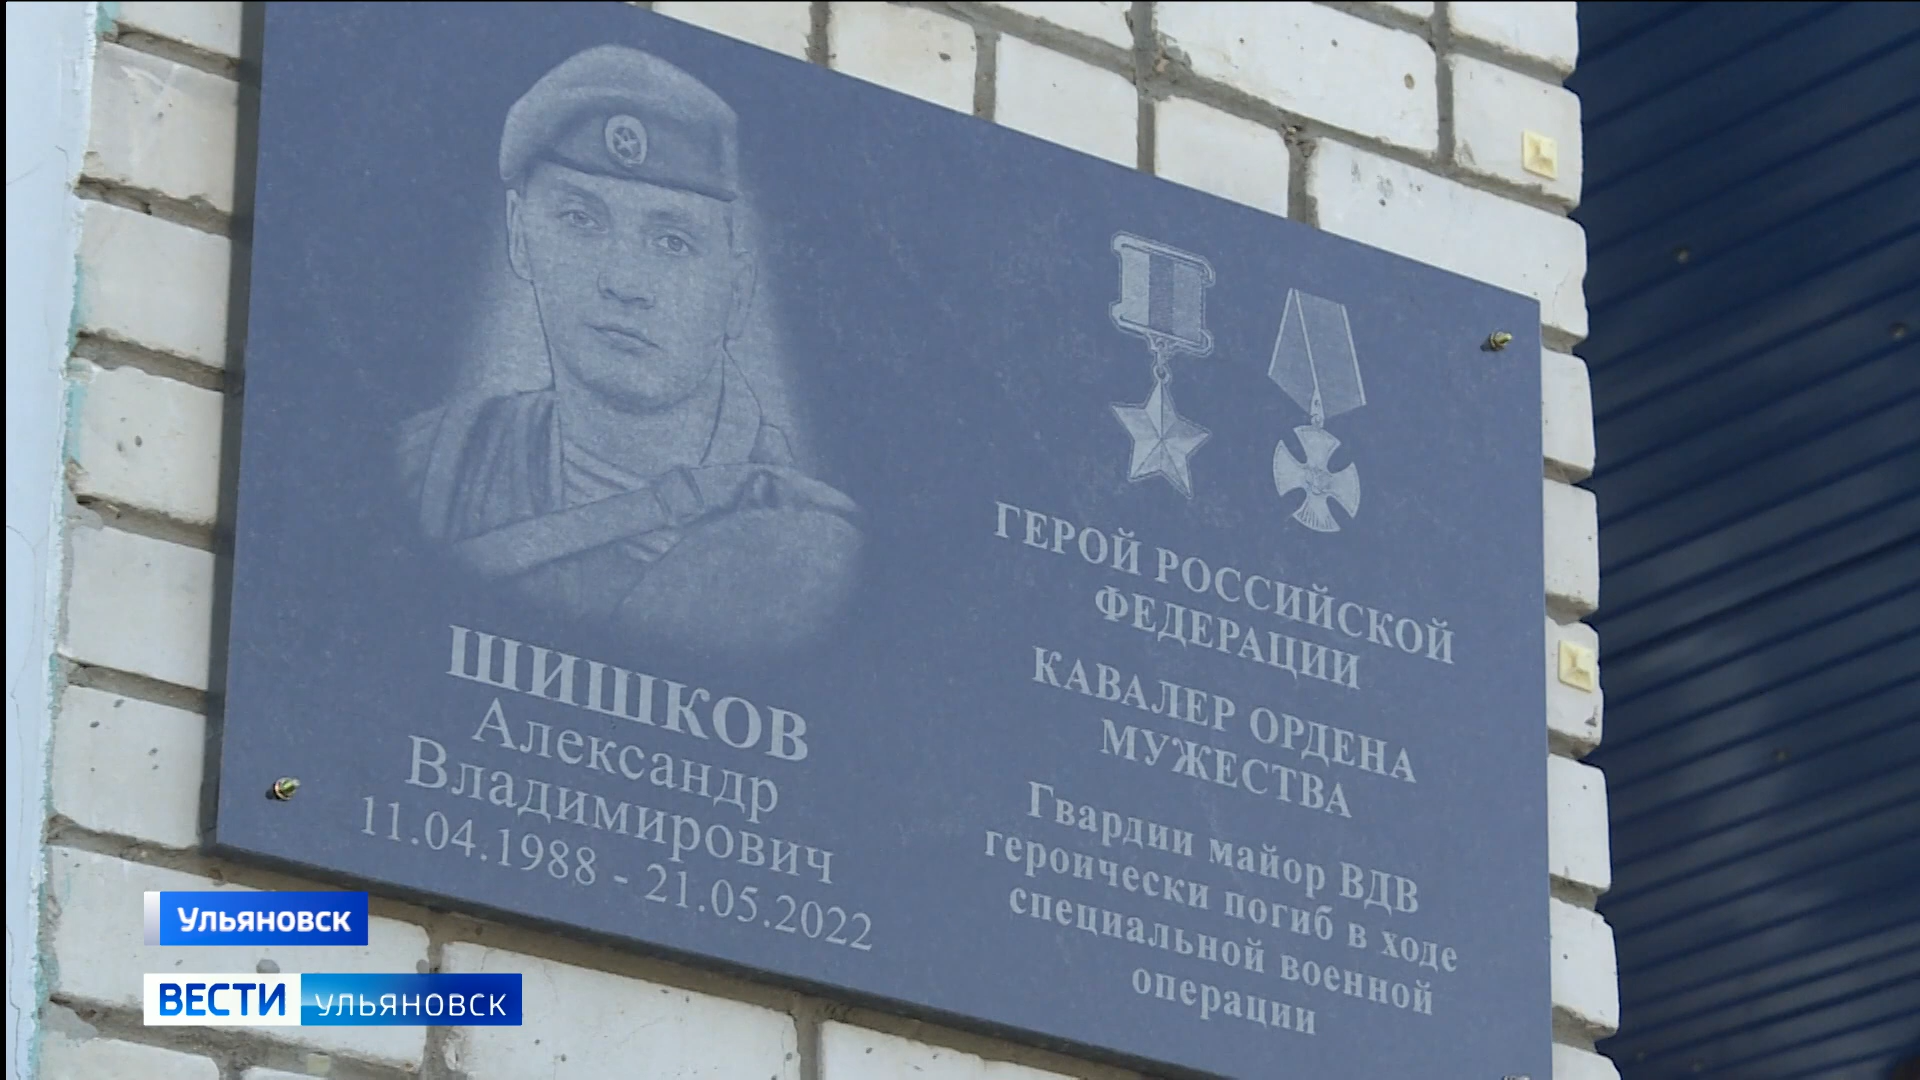 ШИШКОВ
Александр
Владимирович
11.04.1988 - 21.05.2022
ГЕРОЙ РОССИЙСКОЙ
ФЕДЕРАЦИИ
КАВАЛЕР ОРДЕНА
МУЖЕСТВА
Гвардии майор ВДВ
героически погиб в ходе
специальной военной
операции
Ульяновск
ВЕСТИ УЛЬЯНОВСК